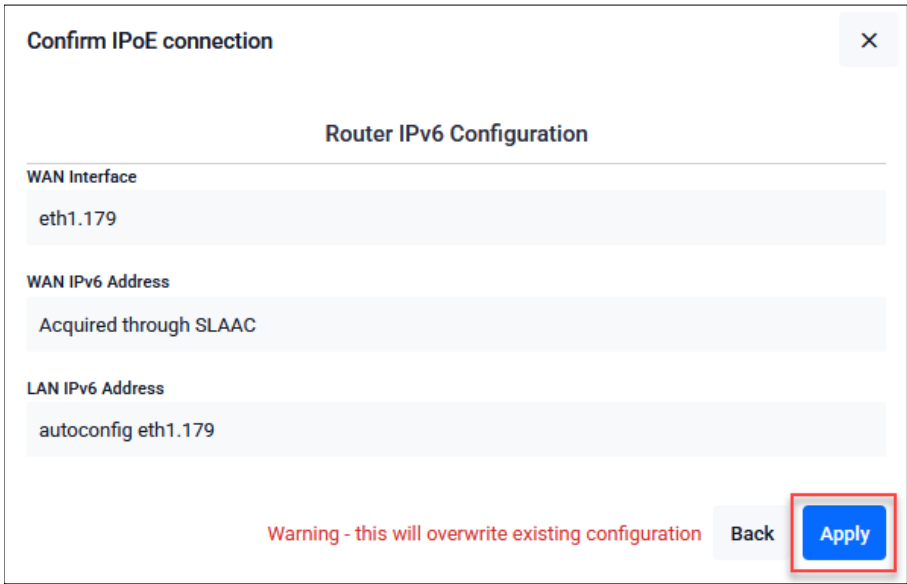 Confirm IPoE connection
×
Router IPv6 Configuration
WAN Interface
eth1.179
WAN IPv6 Address
Acquired through SLAAC
LAN IPv6 Address
autoconfig eth1.179
Warning - this will overwrite existing configuration Back Apply